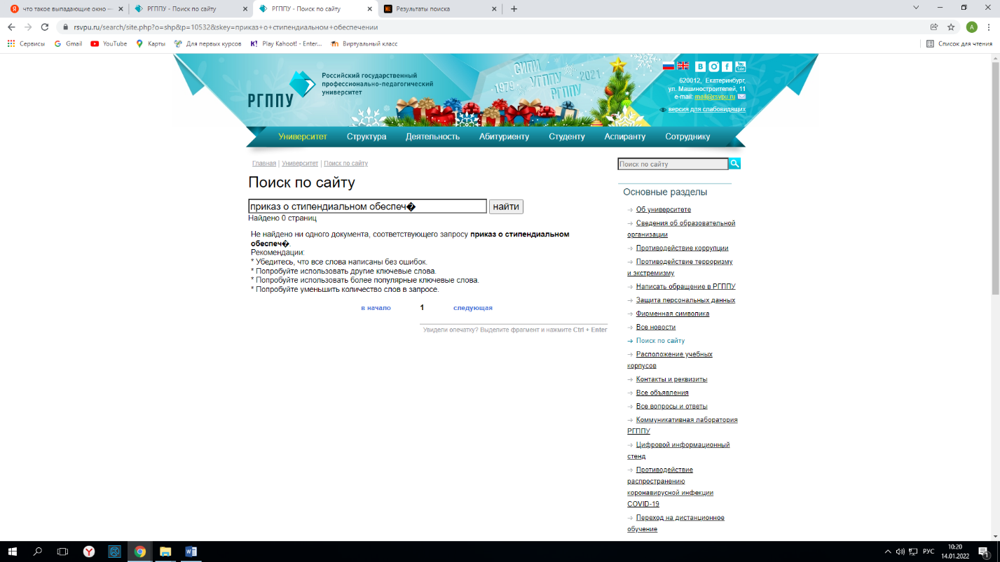 что такое выпадающие окно —
РГППУ - Поиск по сайту
РГППУ - Поиск по сайту
Результаты поиска
rsvpu.ru/search/site.php?o=shp&p=10532&skey=приказ+о+стипендиальном+обеспечении
A
Сервисы
Gmail
YouTube
Карты
Для первых курсов
Play Kahoot! - Enter...
Виртуальный класс
Список для чтения
РГППУ
Российский государственный
профессионально-педагогический
университет
СИПИ
УГППУ
РГППУ
1979
2021
620012, Екатеринбург,
ул. Машиностроителей, 11
e-mail: mail@rsvpu.ru
версия для слабовидящих
Университет Структура Деятельность Абитуриенту Студенту Аспиранту Сотруднику
Главная | Университет | Поиск по сайту
Поиск по сайту
приказ о стипендиальном обеспеч�
найти
Найдено 0 страниц
Не найдено ни одного документа, соответствующего запросу приказ о стипендиальном
обеспеч�.
Рекомендации:
* Убедитесь, что все слова написаны без ошибок.
* Попробуйте использовать другие ключевые слова.
* Попробуйте использовать более популярные ключевые слова.
* Попробуйте уменьшить количество слов в запросе.
в начало 1 следующая
Увидели опечатку? Выделите фрагмент и нажмите Ctrl + Enter
Поиск по сайту
Основные разделы
Об университете
Сведения об образовательной
организации
Противодействие коррупции
Противодействие терроризму
и экстремизму
Написать обращение в РГППУ
Защита персональных данных
Фирменная символика
Все новости
Поиск по сайту
Расположение учебных
корпусов
Контакты и реквизиты
Все объявления
Все вопросы и ответы
Коммуникативная лаборатория
РГППУ
Цифровой информационный
стенд
Противодействие
распространению
коронавирусной инфекции
COVID-19
Переход на дистанционное
обучение
РУС
10:20
14.01.2022
1